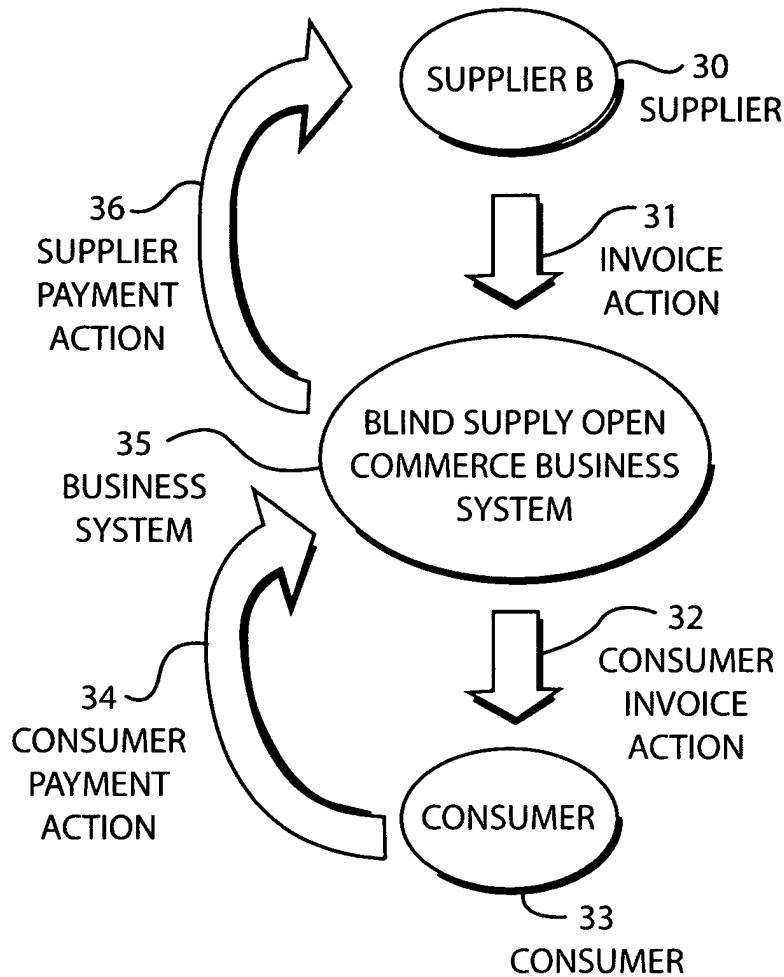 SUPPLIER B
30
SUPPLIER
36
SUPPLIER
PAYMENT
ACTION
31
INVOICE
ACTION
BLIND SUPPLY OPEN
COMMERCE BUSINESS
SYSTEM
35
BUSINESS
SYSTEM
32
CONSUMER
INVOICE
ACTION
34
CONSUMER
PAYMENT
ACTION
CONSUMER
33
CONSUMER